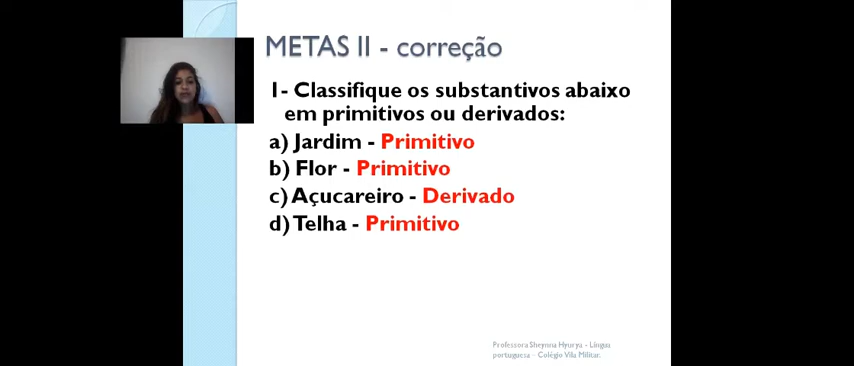 METAS II - correção
1- Classifique os substantivos abaixo
em primitivos ou derivados:
a) Jardim - Primitivo
b) Flor - Primitivo
c) Açucareiro - Derivado
d) Telha - Primitivo
Professora Sheynna Hyurya - Língua
portuguesa - Colégio Vila Militar.